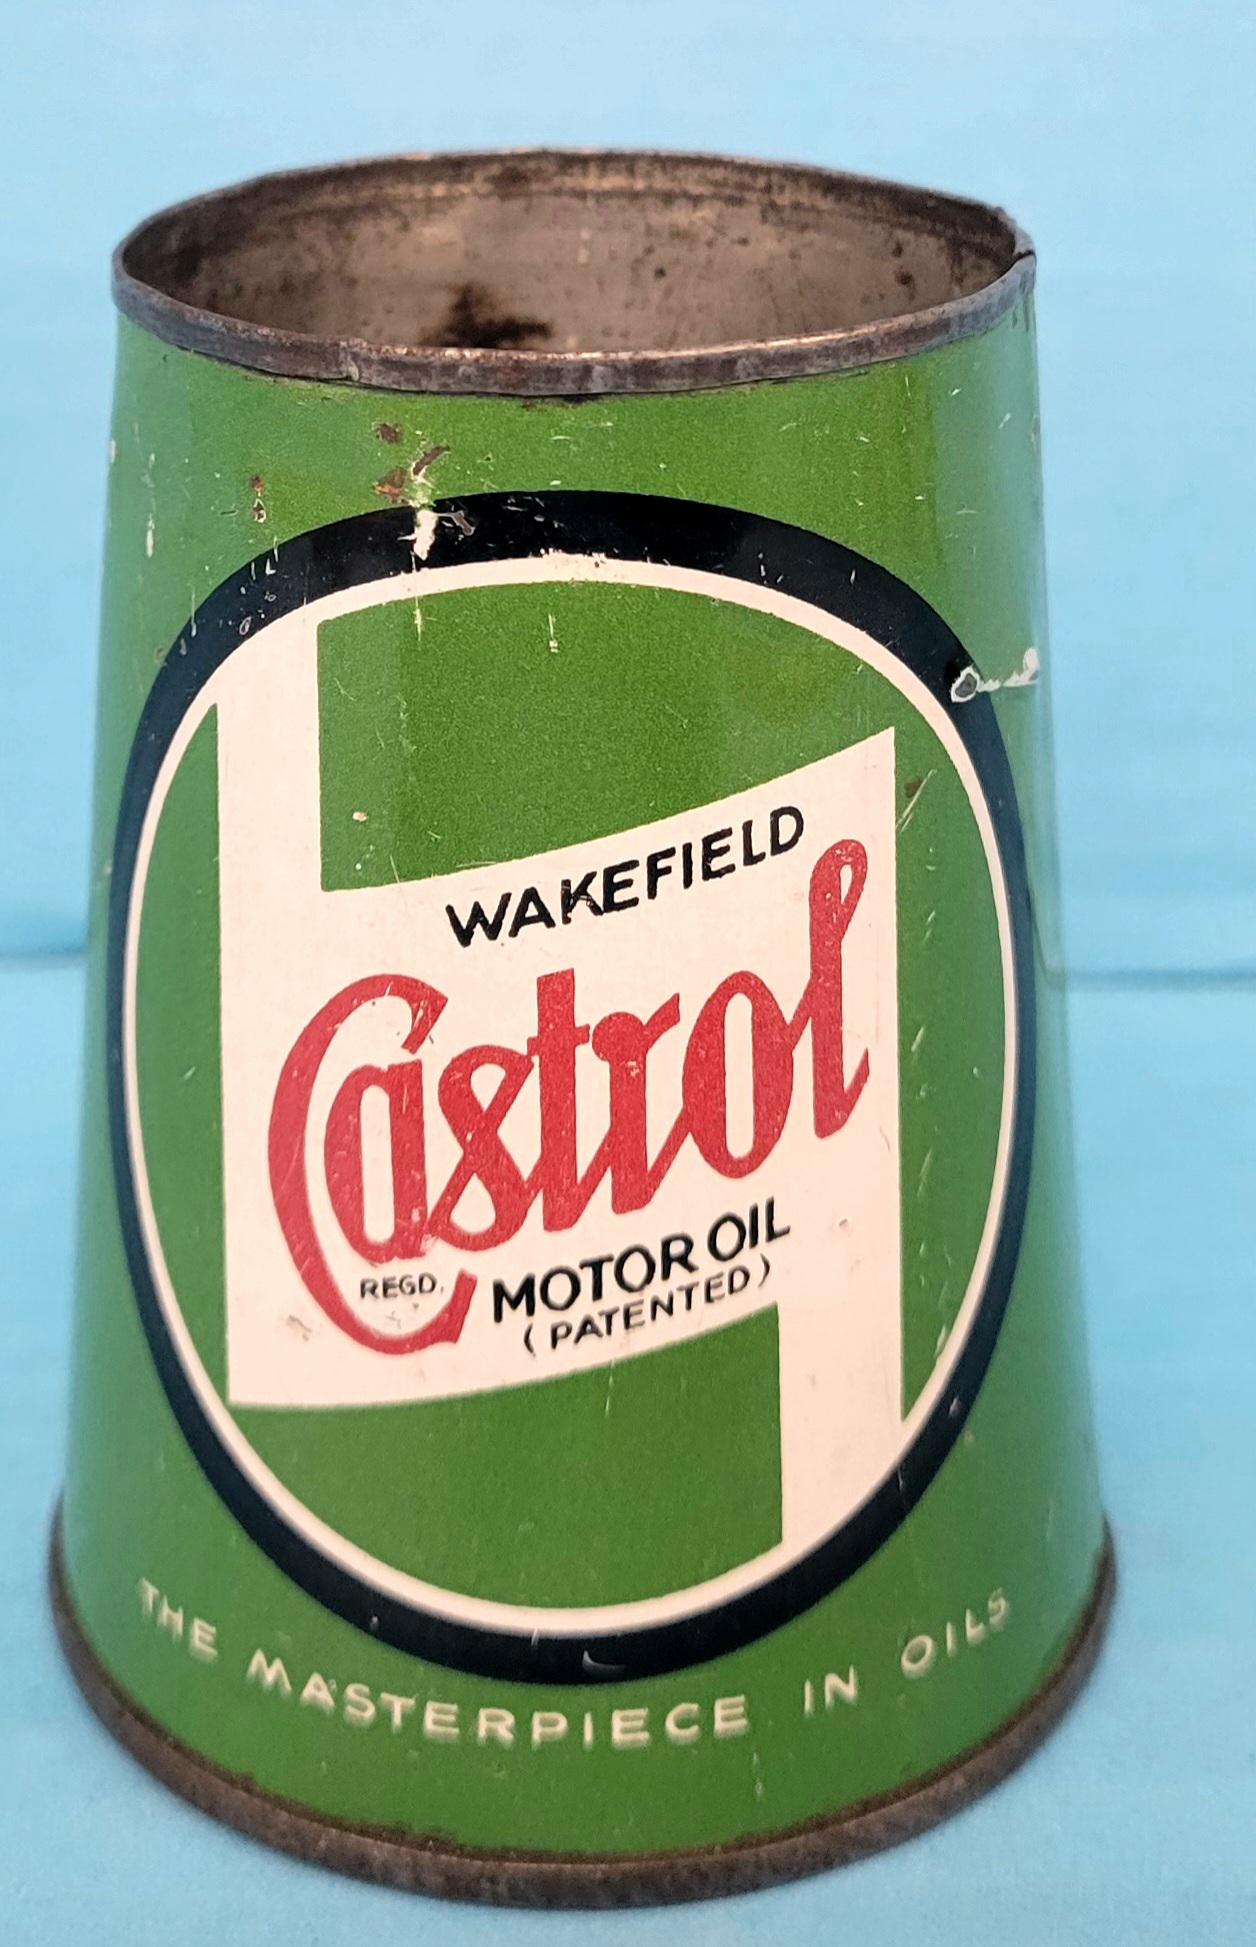 WAKEFIELD
Castrol
REGD.
MOTOR OIL
(PATENTED)
THE MASTERPIECE IN OILS